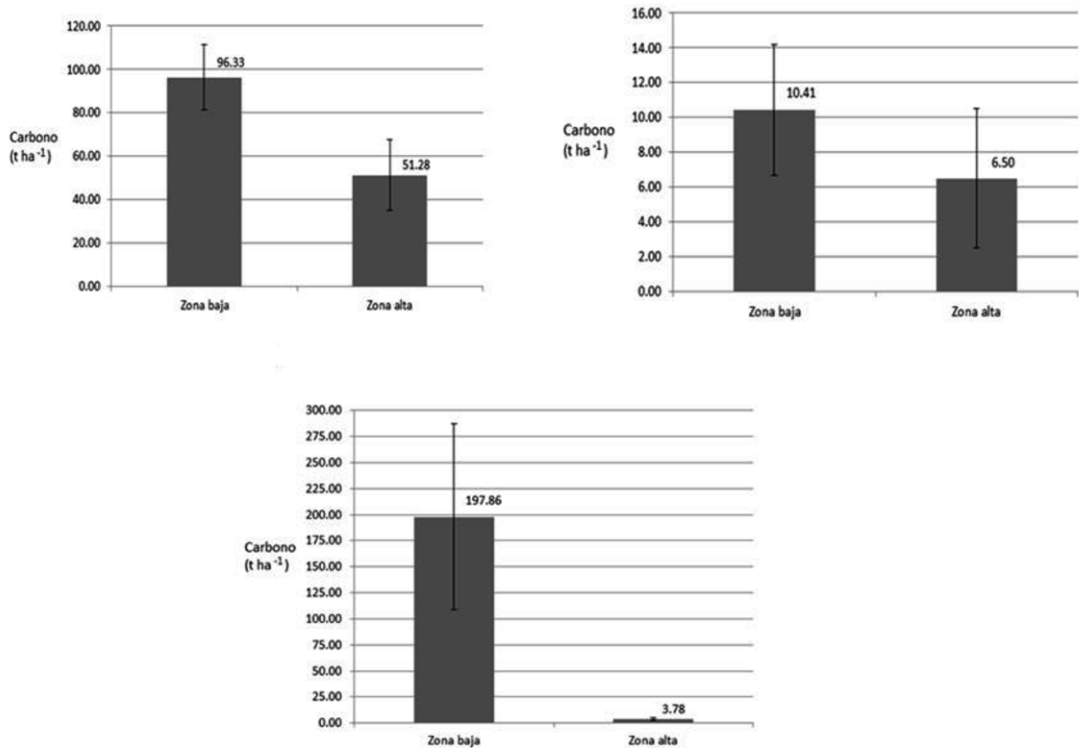 120.00
100.00
80.00
60.00
40.00
20.00
0.00
Carbono
(t ha -1)
96.33
51.28
Zona baja
Zona alta
16.00
14.00
12.00
10.00
8.00
6.00
4.00
2.00
0.00
Carbono
(t ha -1)
10.41
6.50
Zona baja
Zona alta
300.00
275.00
250.00
225.00
200.00
175.00
150.00
125.00
100.00
75.00
50.00
25.00
0.00
Carbono
(t ha -1)
197.86
3.78
Zona baja
Zona alta